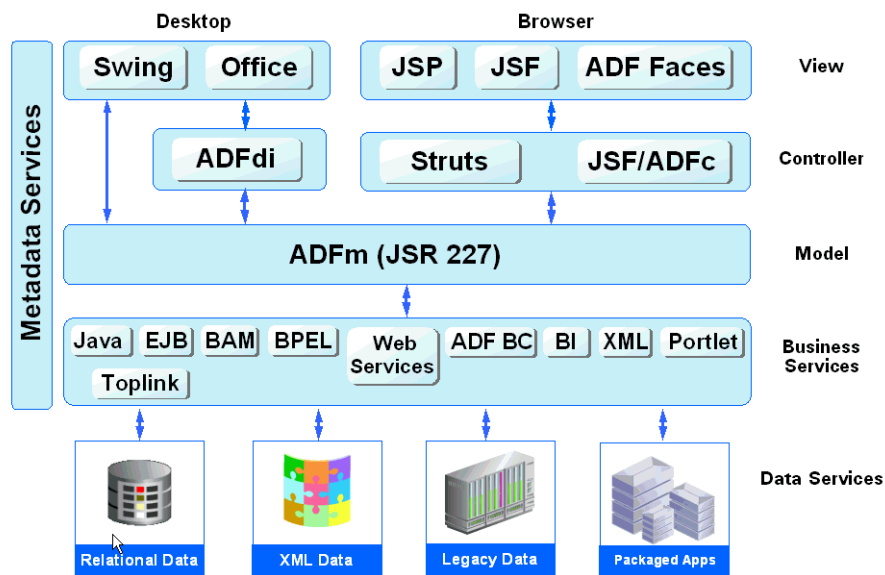 Desktop
Browser
Metadata Services
Swing
Office
JSP
JSF
ADF Faces
View
ADFdi
Struts
JSF/ADFc
Controller
ADFm (JSR 227)
Model
Java
EJB
BAM
BPEL
Web
Services
ADF BC
BI
XML
Portlet
Toplink
Business
Services
Data Services
Relational Data
XML Data
Legacy Data
Packaged Apps